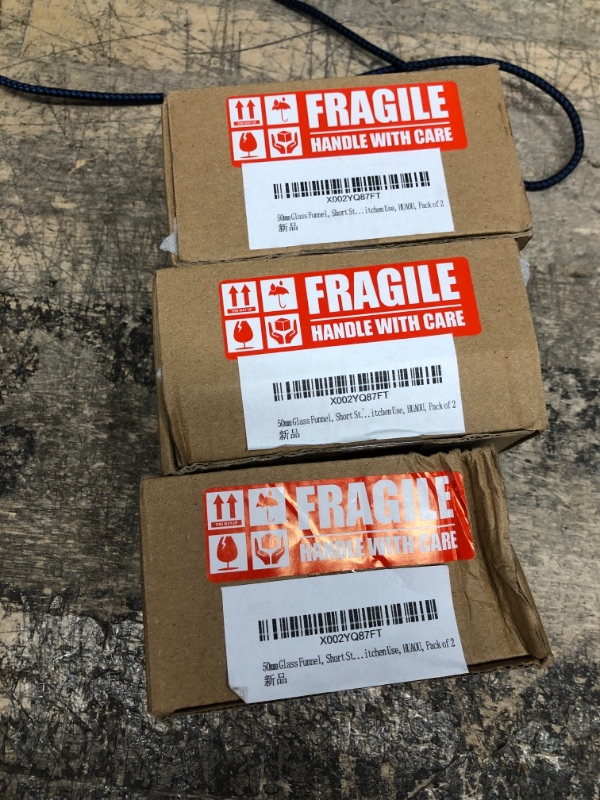 FRAGILE
HANDLE WITH CARE
X002YQ87FT
50mm Glass Funnel, Short St...itchen Use, HUAOU, Pack of 2
新品
FRAGILE
HANDLE WITH CARE
X002YQ87FT
50mm Glass Funnel, Short St...itchen Use, HUAOU, Pack of 2
新品
FRAGILE
HANDLE WITH CARE
X002YQ87FT
50mm Glass Funnel, Short St...itchen Use, HUAOU, Pack of 2
新品